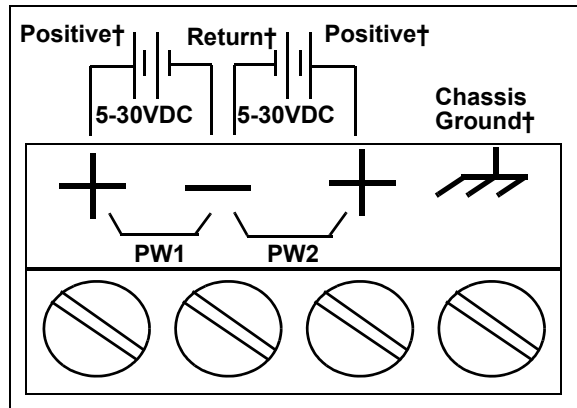 Positive† Return† Positive†
5-30VDC 5-30VDC
Chassis
Ground†
PW1 PW2